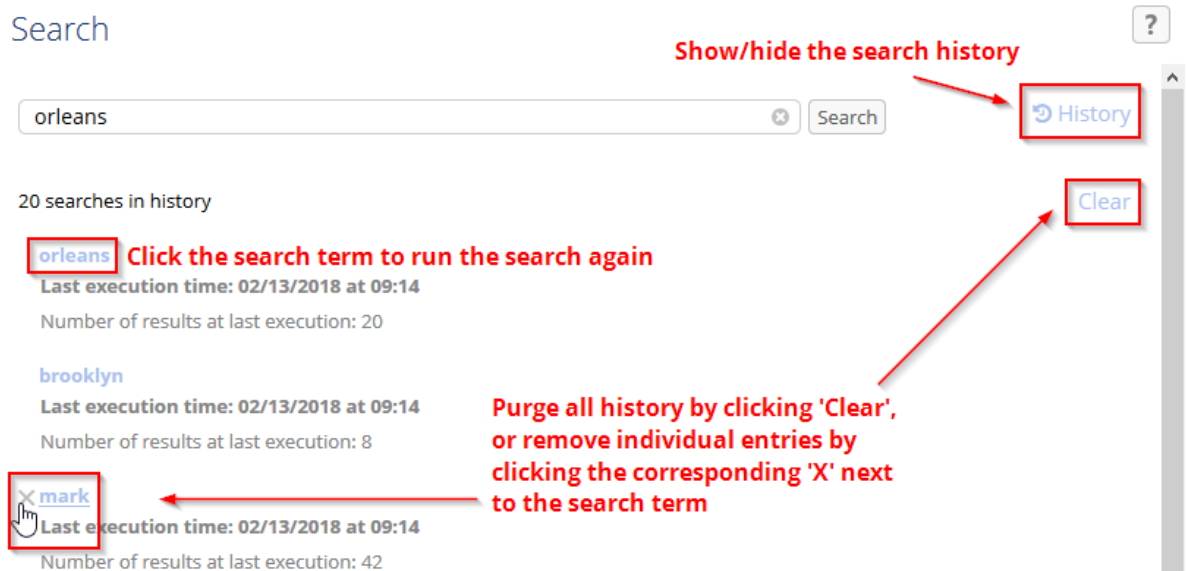 Search
?
Show/hide the search history
orleans
Search
History
20 searches in history
Clear
orleans
Click the search term to run the search again
Last execution time: 02/13/2018 at 09:14
Number of results at last execution: 20
brooklyn
Last execution time: 02/13/2018 at 09:14
Number of results at last execution: 8
Purge all history by clicking 'Clear',
or remove individual entries by
clicking the corresponding 'X' next
to the search term
mark
Last execution time: 02/13/2018 at 09:14
Number of results at last execution: 42